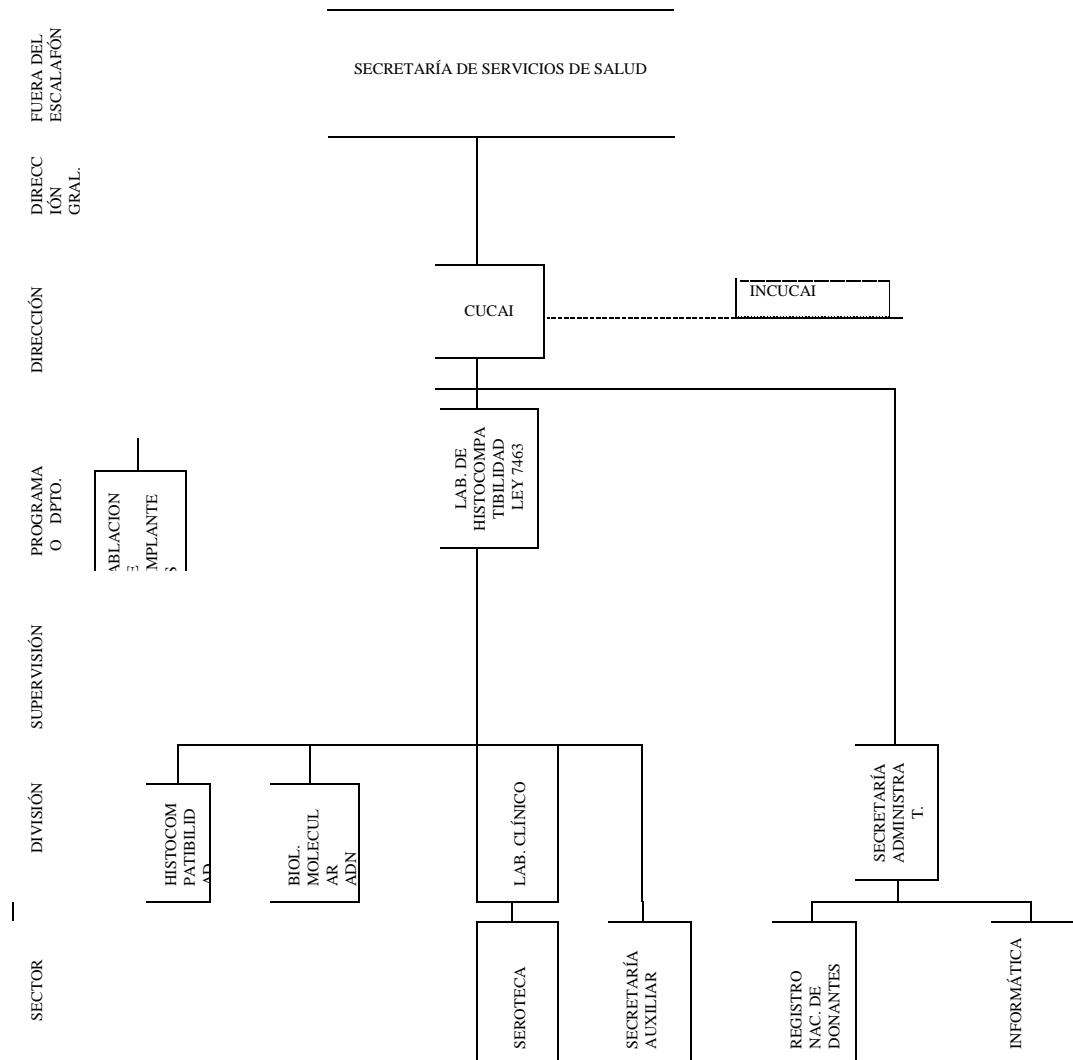 FUERA DEL
ESCALAFÓN
SECRETARÍA DE SERVICIOS DE SALUD
DIRECC
IÓN
GRAL.
DIRECCIÓN
CUCAI
INCUCAI
PROGRAMA
O DPTO.
ABLACION
MPLANTE
LAB. DE
HISTOCOMPA
TIBILIDAD
LEY 7463
SUPERVISIÓN
DIVISIÓN
HISTOCOM
PATIBILID
AD
BIOL.
MOLECUL
AR
ADN
LAB. CLÍNICO
SECRETARÍA
ADMINISTRA
T.
SECTOR
SEROTECA
SECRETARÍA
AUXILIAR
REGISTRO
NAC. DE
DONANTES
INFORMÁTICA